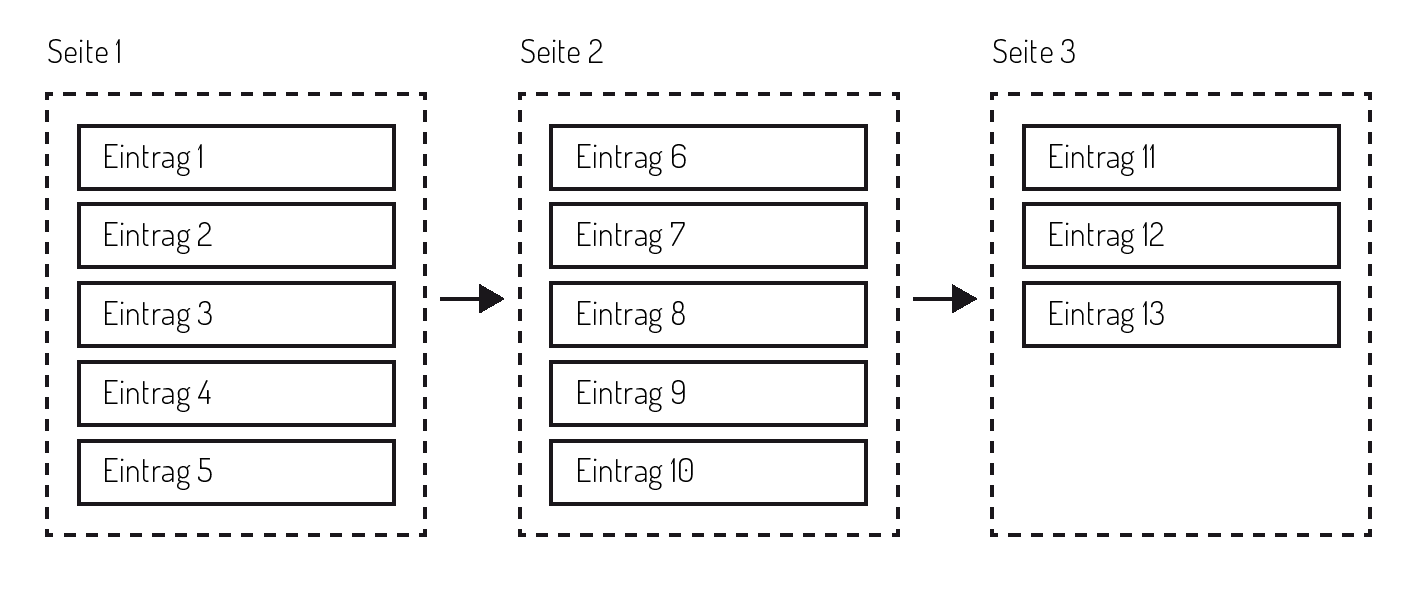 Seite 1
Eintrag 1
Eintrag 2
Eintrag 3
Eintrag 4
Eintrag 5
Seite 2
Eintrag 6
Eintrag 7
Eintrag 8
Eintrag 9
Eintrag 10
Seite 3
Eintrag 11
Eintrag 12
Eintrag 13